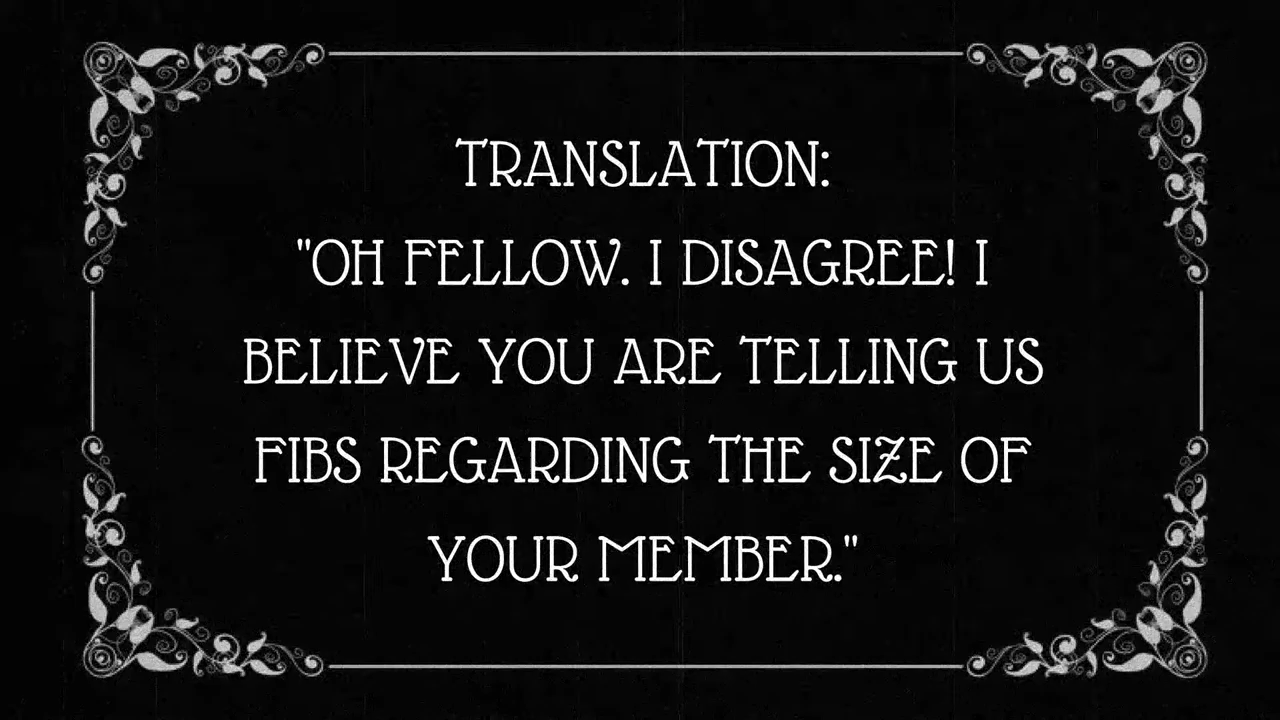 TRANSLATION:
"OH FELLOW. I DISAGREE! I
BELIEVE YOU ARE TELLING US
FIBS REGARDING THE SIZE OF
YOUR MEMBER."